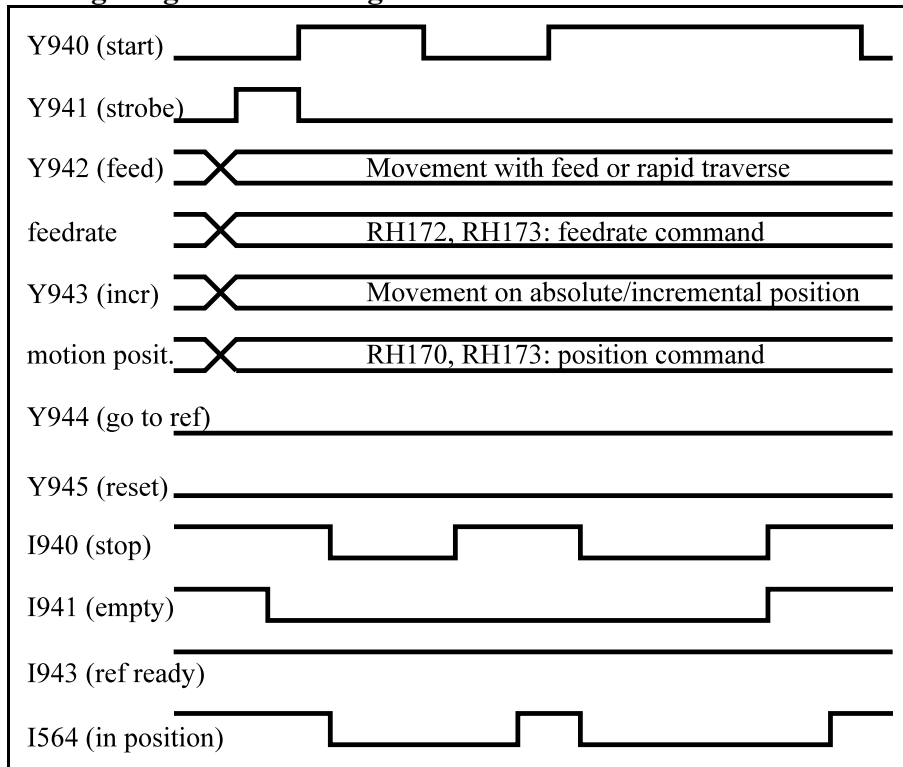 Y940 (start)
Y941 (strobe)
Y942 (feed) Movement with feed or rapid traverse
feedrate RH172, RH173: feedrate command
Y943 (incr) Movement on absolute/incremental position
motion posit. RH170, RH173: position command
Y944 (go to ref)
Y945 (reset)
I940 (stop)
I941 (empty)
I943 (ref ready)
I564 (in position)